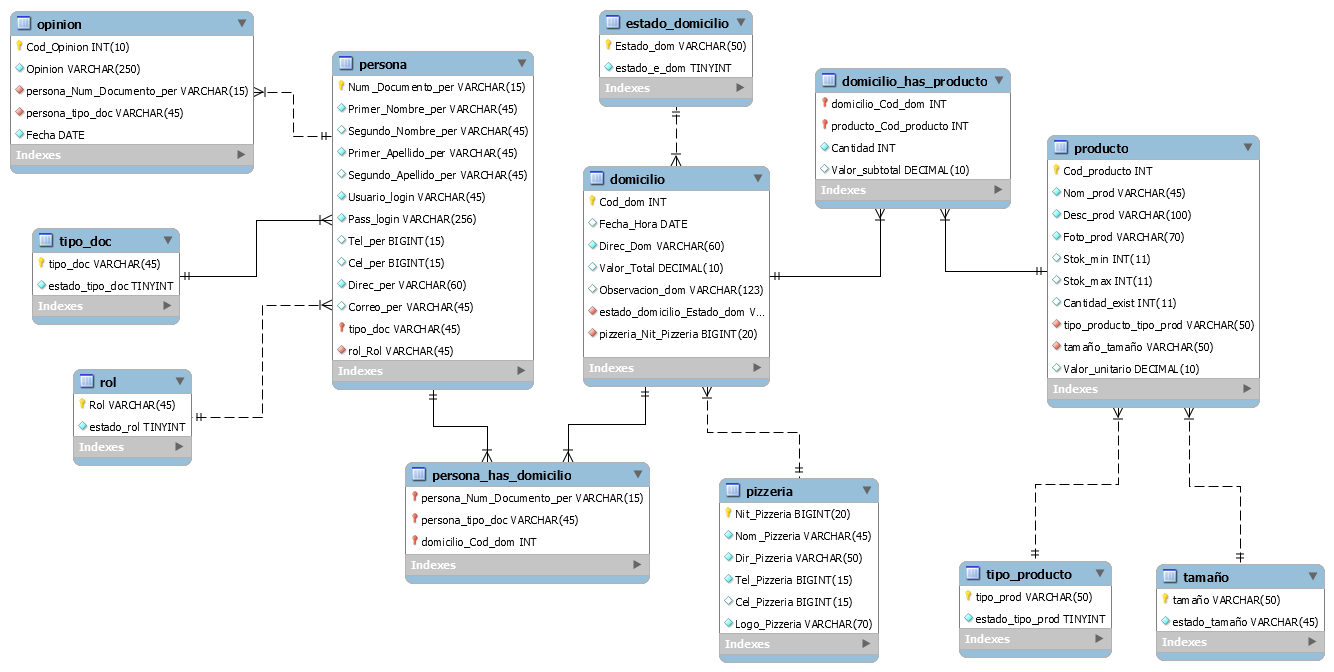 opinion
Cod_Opinion INT(10)
Opinion VARCHAR(250)
persona_Num_Documento_per VARCHAR(15)
persona_tipo_doc VARCHAR(45)
Fecha DATE
Indexes
persona
Num_Documento_per VARCHAR(15)
Primer_Nombre_per VARCHAR(45)
Segundo_Nombre_per VARCHAR(45)
Primer_Apellido_per VARCHAR(45)
Segundo_Apellido_per VARCHAR(45)
Usuario_login VARCHAR(45)
Pass_login VARCHAR(256)
Tel_per BIGINT(15)
Cel_per BIGINT(15)
Direc_per VARCHAR(60)
Correo_per VARCHAR(45)
tipo_doc VARCHAR(45)
rol_Rol VARCHAR(45)
Indexes
estado_domicilio
Estado_dom VARCHAR(50)
estado_e_dom TINYINT
Indexes
domicilio_has_producto
domicilio_Cod_dom INT
producto_Cod_producto INT
Cantidad INT
Valor_subtotal DECIMAL(10)
Indexes
producto
Cod_producto INT
Nom_prod VARCHAR(45)
Desc_prod VARCHAR(100)
Foto_prod VARCHAR(70)
Stok_min INT(11)
Stok_max INT(11)
Cantidad_exist INT(11)
tipo_producto_tipo_prod VARCHAR(50)
tamaño_tamaño VARCHAR(50)
Valor_unitario DECIMAL(10)
Indexes
domicilio
Cod_dom INT
Fecha_Hora DATE
Direc_Dom VARCHAR(60)
Valor_Total DECIMAL(10)
Observacion_dom VARCHAR(123)
estado_domicilio_Estado_dom V...
pizzeria_Nit_Pizzeria BIGINT(20)
Indexes
tipo_doc
tipo_doc VARCHAR(45)
estado_tipo_doc TINYINT
Indexes
rol
Rol VARCHAR(45)
estado_rol TINYINT
Indexes
persona_has_domicilio
persona_Num_Documento_per VARCHAR(15)
persona_tipo_doc VARCHAR(45)
domicilio_Cod_dom INT
Indexes
pizzeria
Nit_Pizzeria BIGINT(20)
Nom_Pizzeria VARCHAR(45)
Dir_Pizzeria VARCHAR(50)
Tel_Pizzeria BIGINT(15)
Cel_Pizzeria BIGINT(15)
Logo_Pizzeria VARCHAR(70)
Indexes
tipo_producto
tipo_prod VARCHAR(50)
estado_tipo_prod TINYINT
Indexes
tamaño
tamaño VARCHAR(50)
estado_tamaño VARCHAR(45)
Indexes